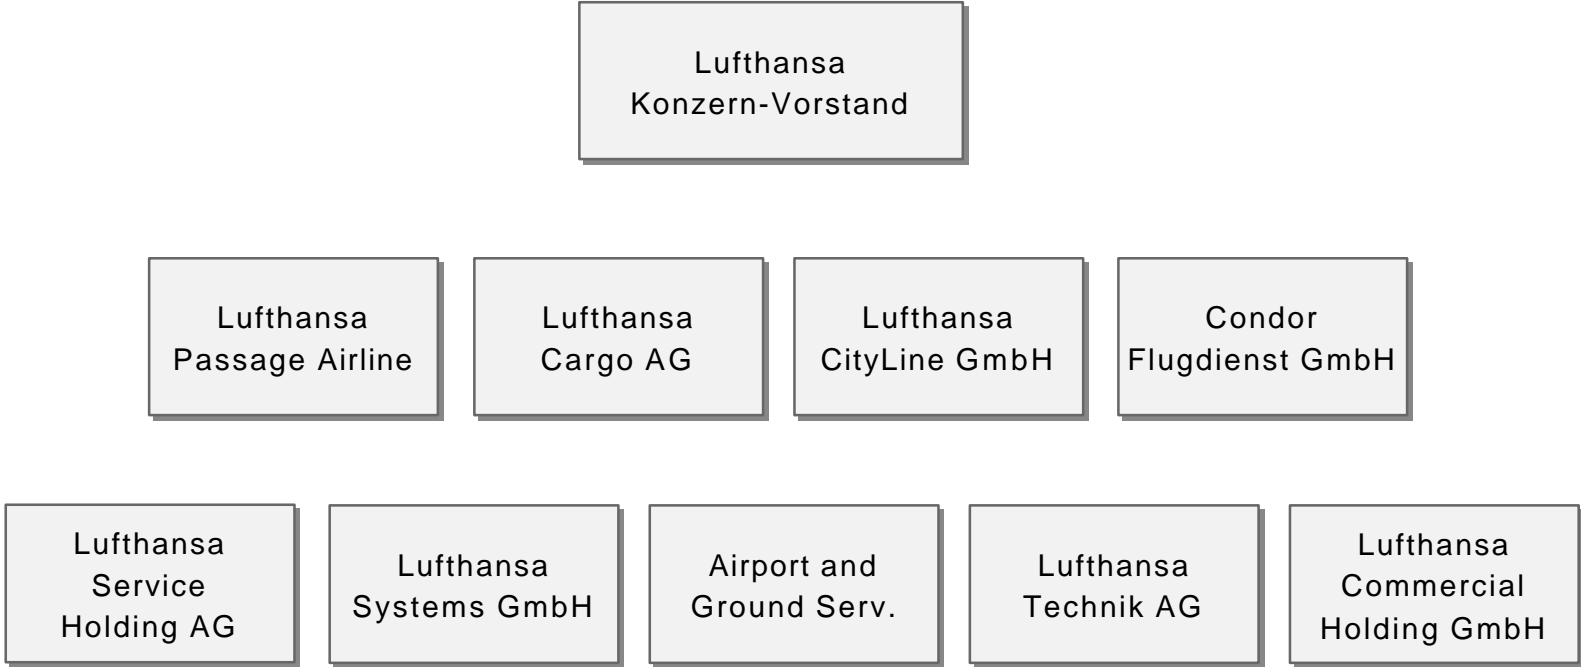 Lufthansa
Konzern-Vorstand
Lufthansa
Passage Airline
Lufthansa
Cargo AG
Lufthansa
CityLine GmbH
Condor
Flugdienst GmbH
Lufthansa
Service
Holding AG
Lufthansa
Systems GmbH
Airport and
Ground Serv.
Lufthansa
Technik AG
Lufthansa
Commercial
Holding GmbH